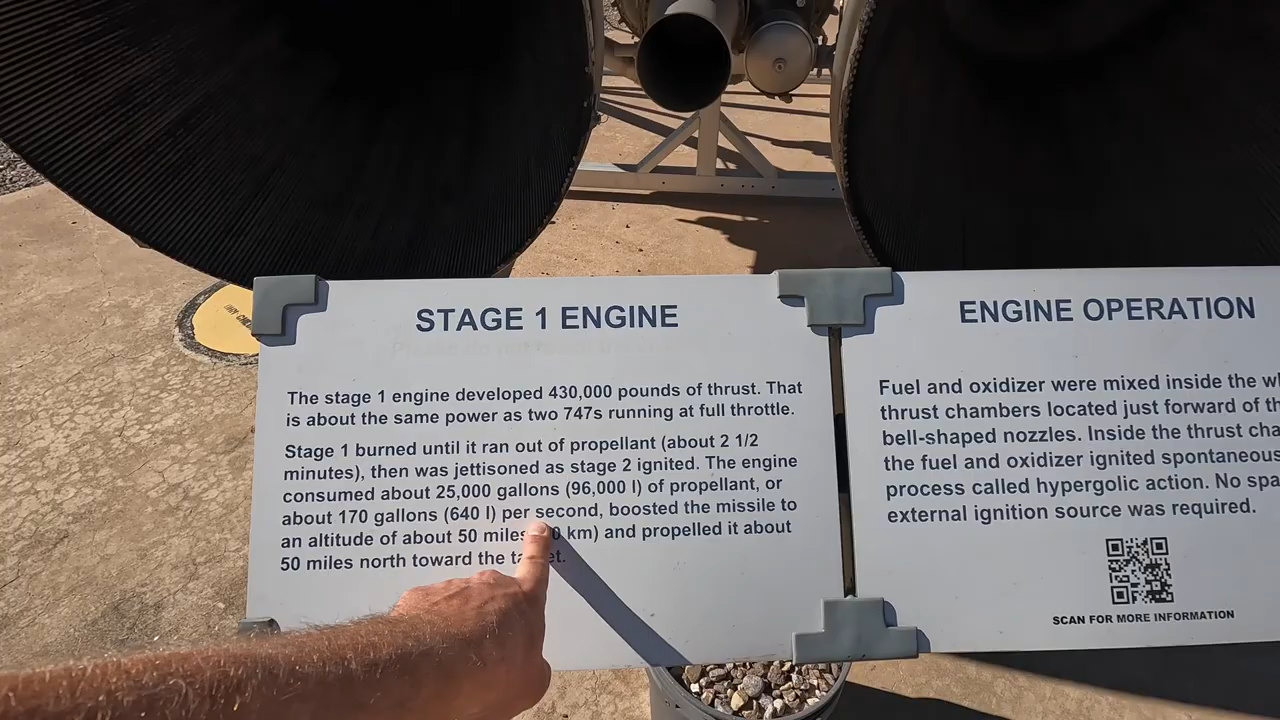 STAGE 1 ENGINE
Please do not
The stage 1 engine developed 430,000 pounds of thrust. That
is about the same power as two 747s running at full throttle.
Stage 1 burned until it ran out of propellant (about 2 1/2
minutes), then was jettisoned as stage 2 ignited. The engine
consumed about 25,000 gallons (96,000 l) of propellant, or
about 170 gallons (640 l) per second, boosted the missile to
an altitude of about 50 miles 0 km) and propelled it about
50 miles north toward the
ENGINE OPERATION
Fuel and oxidizer were mixed inside the
thrust chambers located just forward of
bell-shaped nozzles. Inside the thrust
the fuel and oxidizer ignited
process called hypergolic action. No
external ignition source was required.
SCAN FOR MORE INFORMATION